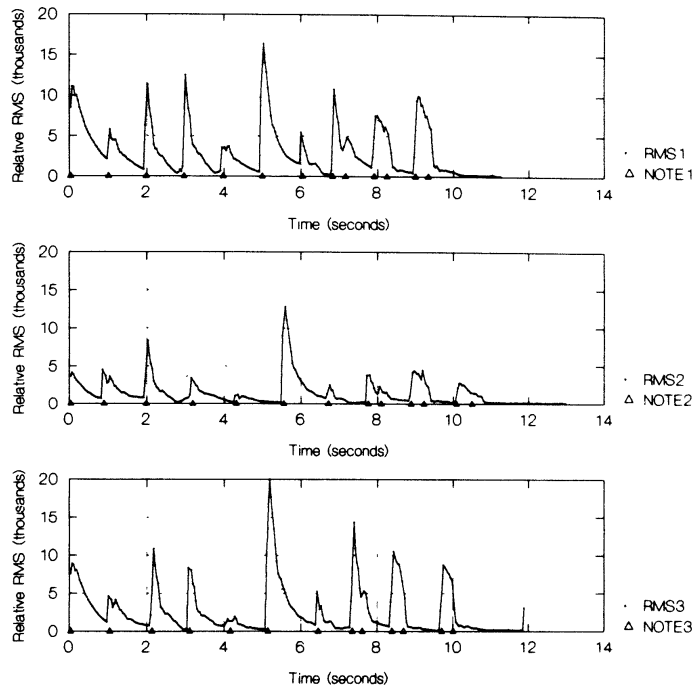 Relative RMS (thousands)
20
15
10
5
0
0 2 4 6 8 10 12 14
Time (seconds)
· RMS1
△ NOTE1
Relative RMS (thousands)
20
15
10
5
0
0 2 4 6 8 10 12 14
Time (seconds)
· RMS2
△ NOTE2
Relative RMS (thousands)
20
15
10
5
0
0 2 4 6 8 10 12 14
Time (seconds)
· RMS3
△ NOTE3